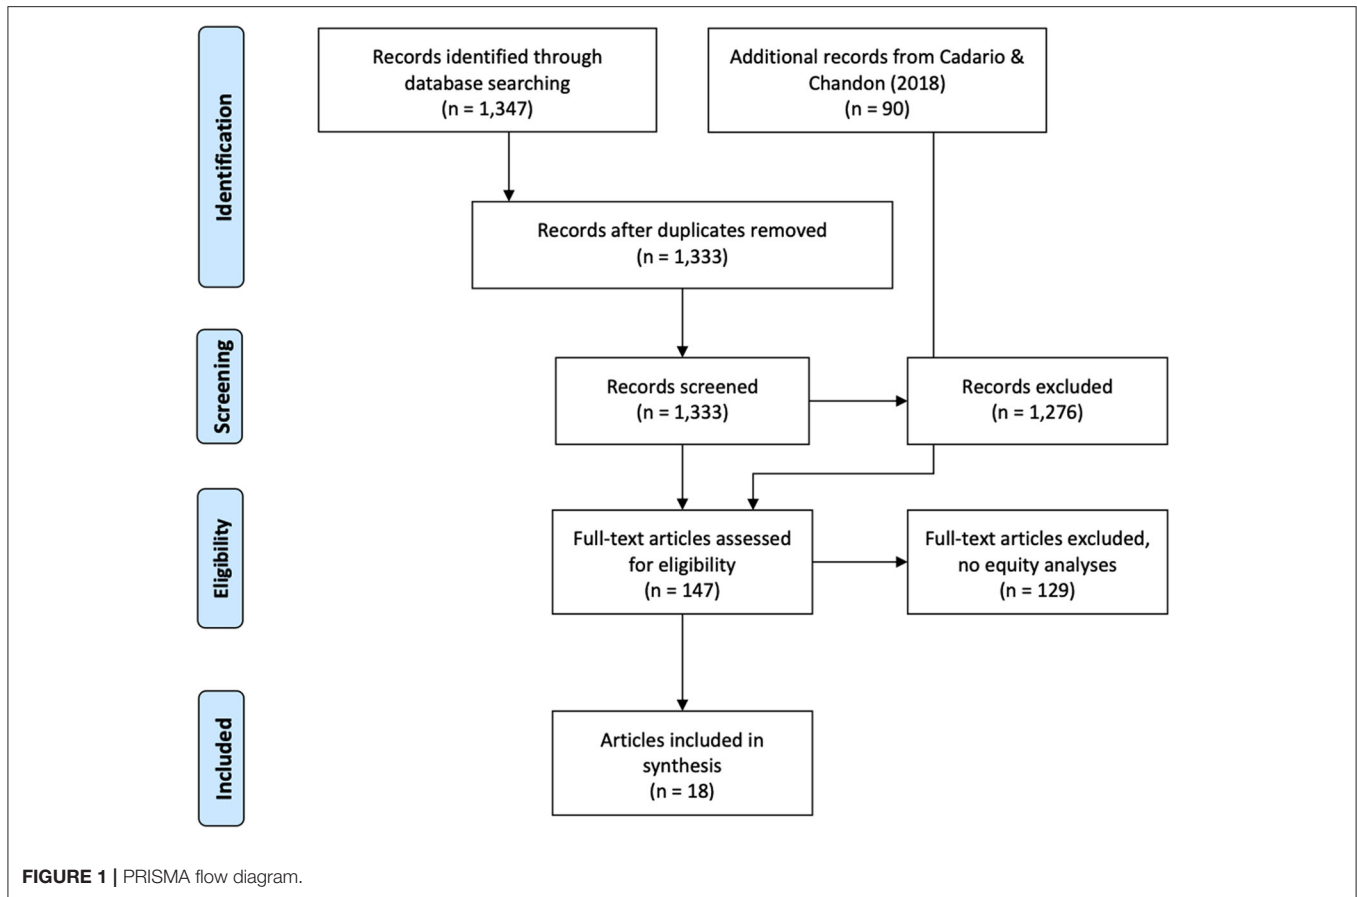 Identification
Records identified through
database searching
(n = 1,347)
Additional records from Cadario &
Chandon (2018)
(n = 90)
Records after duplicates removed
(n = 1,333)
Screening
Records screened
(n = 1,333)
Records excluded
(n = 1,276)
Eligibility
Full-text articles assessed
for eligibility
(n = 147)
Full-text articles excluded,
no equity analyses
(n = 129)
Included
Articles included in
synthesis
(n = 18)
FIGURE 1 | PRISMA flow diagram.